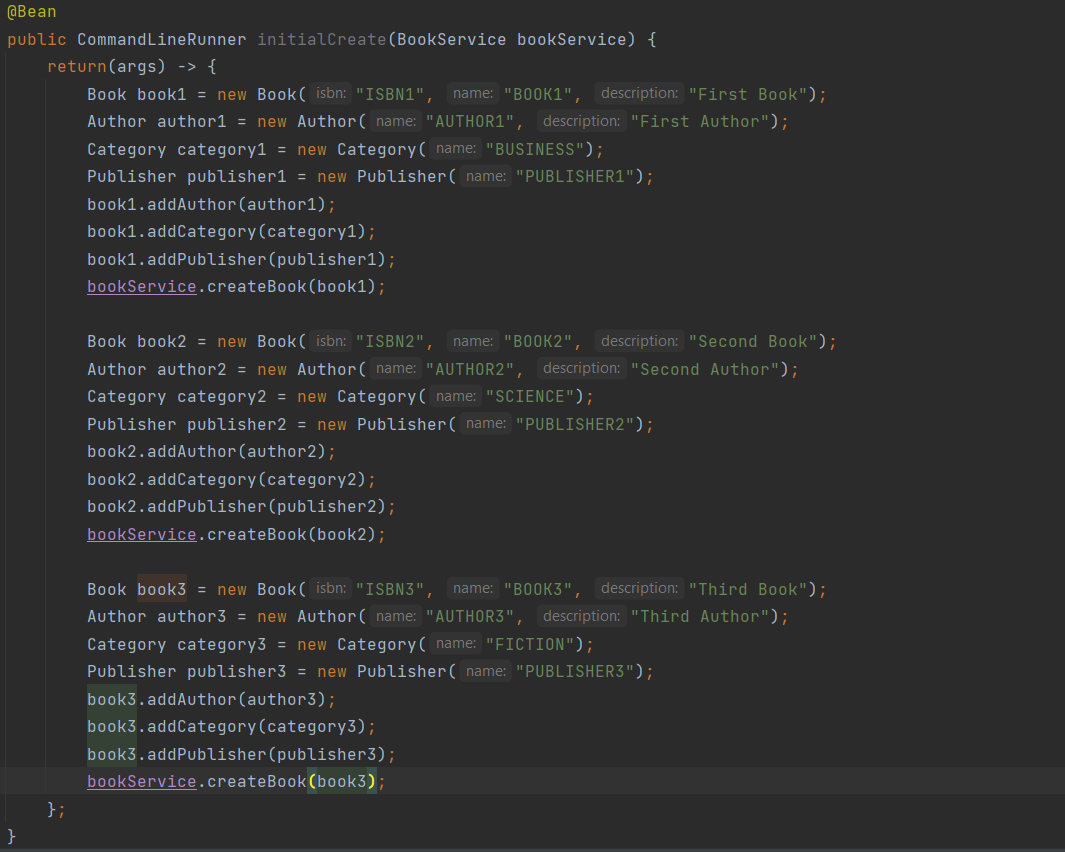 @Bean
public CommandLineRunner initialCreate(BookService bookService) {
return(args) -> {
Book book1 = new Book( isbn: "ISBN1", name: "BOOK1", description: "First Book");
Author author1 = new Author( name: "AUTHOR1", description: "First Author");
Category category1 = new Category( name: "BUSINESS");
Publisher publisher1 = new Publisher( name: "PUBLISHER1");
book1.addAuthor(author1);
book1.addCategory(category1);
book1.addPublisher(publisher1);
bookService.createBook(book1);
Book book2 = new Book( isbn: "ISBN2", name: "BOOK2", description: "Second Book");
Author author2 = new Author( name: "AUTHOR2", description: "Second Author");
Category category2 = new Category( name: "SCIENCE");
Publisher publisher2 = new Publisher( name: "PUBLISHER2");
book2.addAuthor(author2);
book2.addCategory(category2);
book2.addPublisher(publisher2);
bookService.createBook(book2);
Book book3 = new Book( isbn: "ISBN3", name: "BOOK3", description: "Third Book");
Author author3 = new Author( name: "AUTHOR3", description: "Third Author");
Category category3 = new Category( name: "FICTION");
Publisher publisher3 = new Publisher( name: "PUBLISHER3");
book3.addAuthor(author3);
book3.addCategory(category3);
book3.addPublisher(publisher3);
bookService.createBook(book3);
};
}